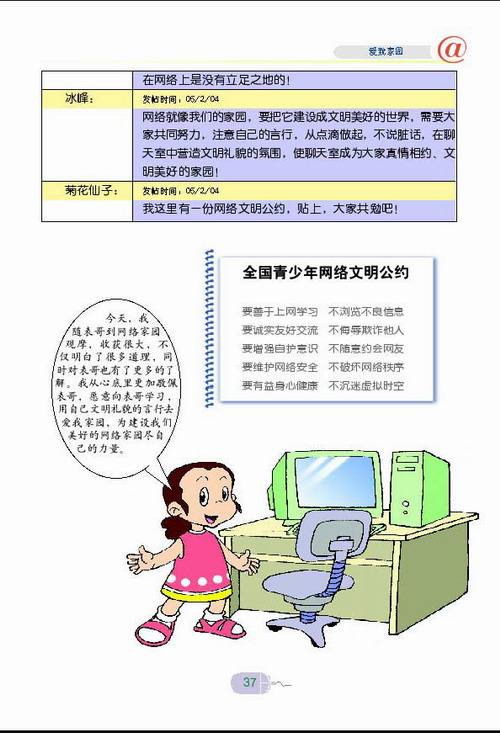 爱我家园
@
在网络上是没有立足之地的！
冰峰：
发帖时间：05/2/04
网络就像我们的家园，要把它建设成文明美好的世界，需要大
家共同努力，注意自己的言行，从点滴做起，不说脏话，在聊
天室中营造文明礼貌的氛围，使聊天室成为大家真情相约、文
明美好的家园！
菊花仙子：
发帖时间：05/2/04
我这里有一份网络文明公约，贴上，大家共勉吧！
全国青少年网络文明公约
要善于上网学习 不浏览不良信息
要诚实友好交流 不侮辱欺诈他人
要增强自护意识 不随意约会网友
要维护网络安全 不破坏网络秩序
要有益身心健康 不沉迷虚拟时空
今天，我
随表哥到网络家园
观摩，收获很大，不
仅明白了很多道理，同
时对表哥也有了更多的了
解。我从心底里更加敬佩
表哥，愿意向表哥学习，
用自己文明礼貌的言行去
爱我家园，为建设我们
美好的网络家园尽自
己的力量。
37